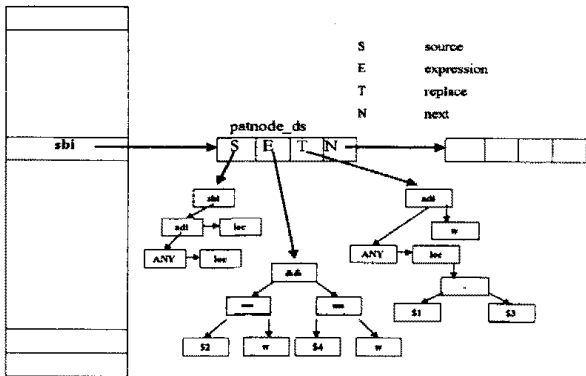 S source
E expression
T replace
N next
patnode_ds
sbi S E T N
sbi adi
adi loc w
ANY loc ANY loc
&& -
== == $1 $3
$2 w $4 w